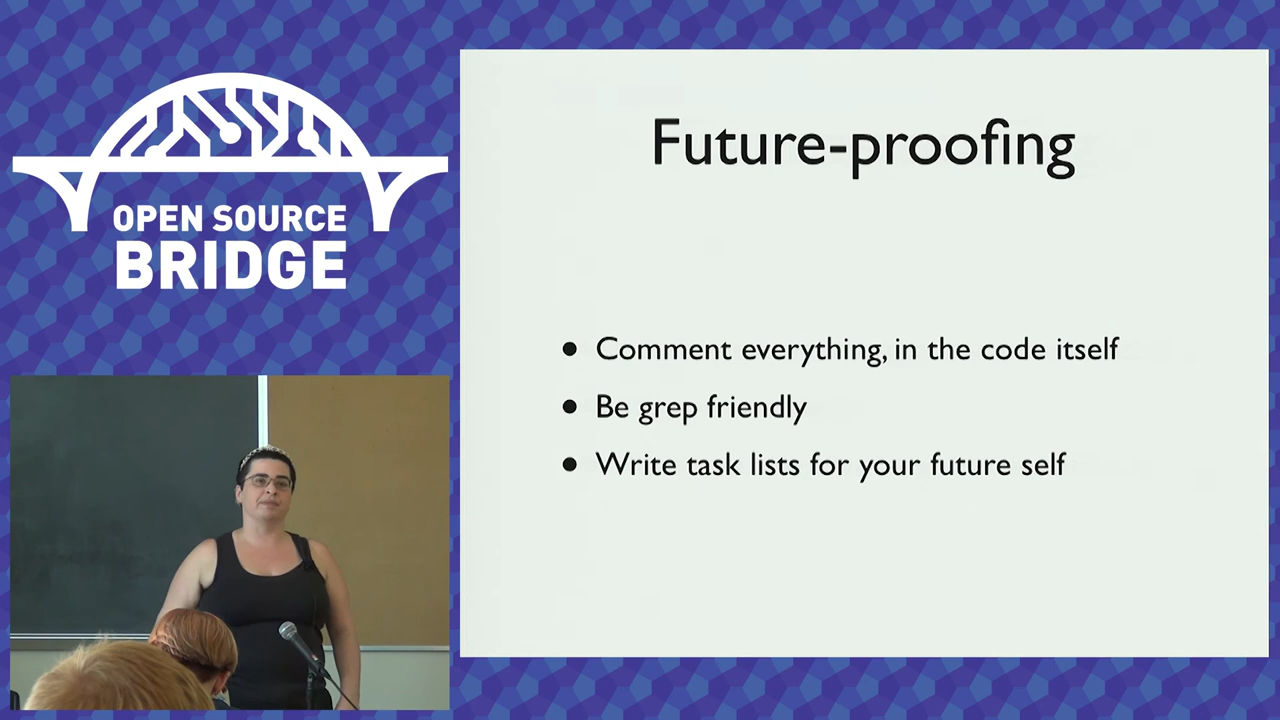 OPEN SOURCE
BRIDGE
Future-proofing
• Comment everything, in the code itself
• Be grep friendly
• Write task lists for your future self